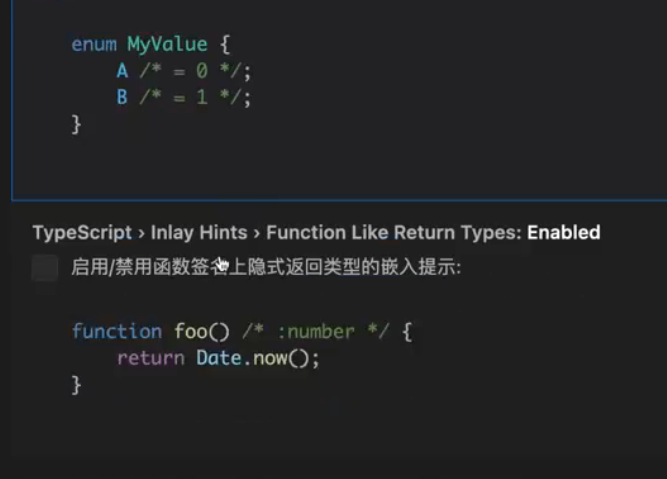 enum MyValue {
A /* = 0 */;
B /* = 1 */;
}
TypeScript › Inlay Hints › Function Like Return Types: Enabled
启用/禁用函数签名上隐式返回类型的嵌入提示:
function foo() /* :number */ {
return Date.now();
}